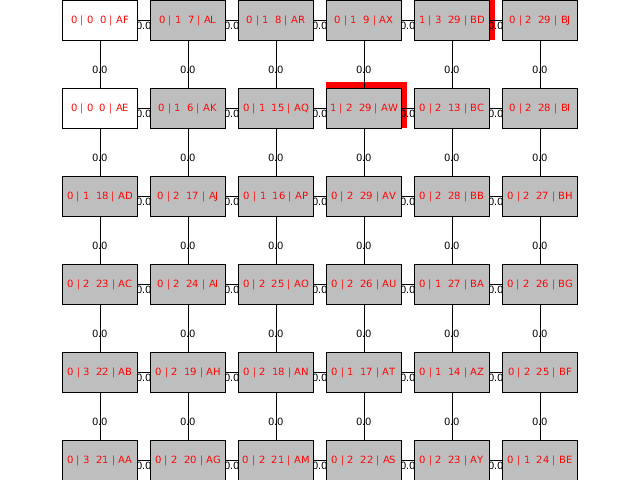 0 | 0 0 | AF 0.0 0 | 1 7 | AL 0.0 0 | 1 8 | AR 0.0 0 | 1 9 | AX 0.0 1 | 3 29 | BD 0.0 0 | 2 29 | BJ
0.0 0.0 0.0 0.0 0.0 0.0
0 | 0 0 | AE 0.0 0 | 1 6 | AK 0.0 0 | 1 15 | AQ 0.0 1 | 2 29 | AW 0.0 0 | 2 13 | BC 0.0 0 | 2 28 | BI
0.0 0.0 0.0 0.0 0.0 0.0
0 | 1 18 | AD 0.0 0 | 2 17 | AJ 0.0 0 | 1 16 | AP 0.0 0 | 2 29 | AV 0.0 0 | 2 28 | BB 0.0 0 | 2 27 | BH
0.0 0.0 0.0 0.0 0.0 0.0
0 | 2 23 | AC 0.0 0 | 2 24 | AI 0.0 0 | 2 25 | AO 0.0 0 | 2 26 | AU 0.0 0 | 1 27 | BA 0.0 0 | 2 26 | BG
0.0 0.0 0.0 0.0 0.0 0.0
0 | 3 22 | AB 0.0 0 | 2 19 | AH 0.0 0 | 2 18 | AN 0.0 0 | 1 17 | AT 0.0 0 | 1 14 | AZ 0.0 0 | 2 25 | BF
0.0 0.0 0.0 0.0 0.0 0.0
0 | 3 21 | AA 0.0 0 | 2 20 | AG 0.0 0 | 2 21 | AM 0.0 0 | 2 22 | AS 0.0 0 | 2 23 | AY 0.0 0 | 1 24 | BE